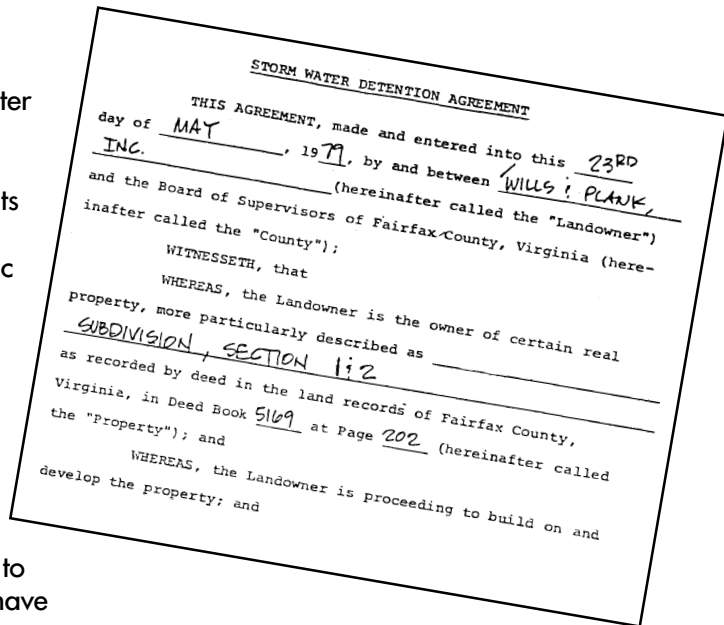 ter
ts
c
to
have
STORM WATER DETENTION AGREEMENT
THIS AGREEMENT, made and entered into this 23RD
day of MAY, 1979, by and between WILLS & PLANK,
INC. (hereinafter called the "Landowner")
and the Board of Supervisors of Fairfax County, Virginia (here-
inafter called the "County");
WITNESSETH, that
WHEREAS, the Landowner is the owner of certain real
property, more particularly described as
SUBDIVISION, SECTION 1 & 2
as recorded by deed in the land records of Fairfax County,
Virginia, in Deed Book 5169 at Page 202 (hereinafter called
the "Property"); and
WHEREAS, the Landowner is proceeding to build on and
develop the property; and